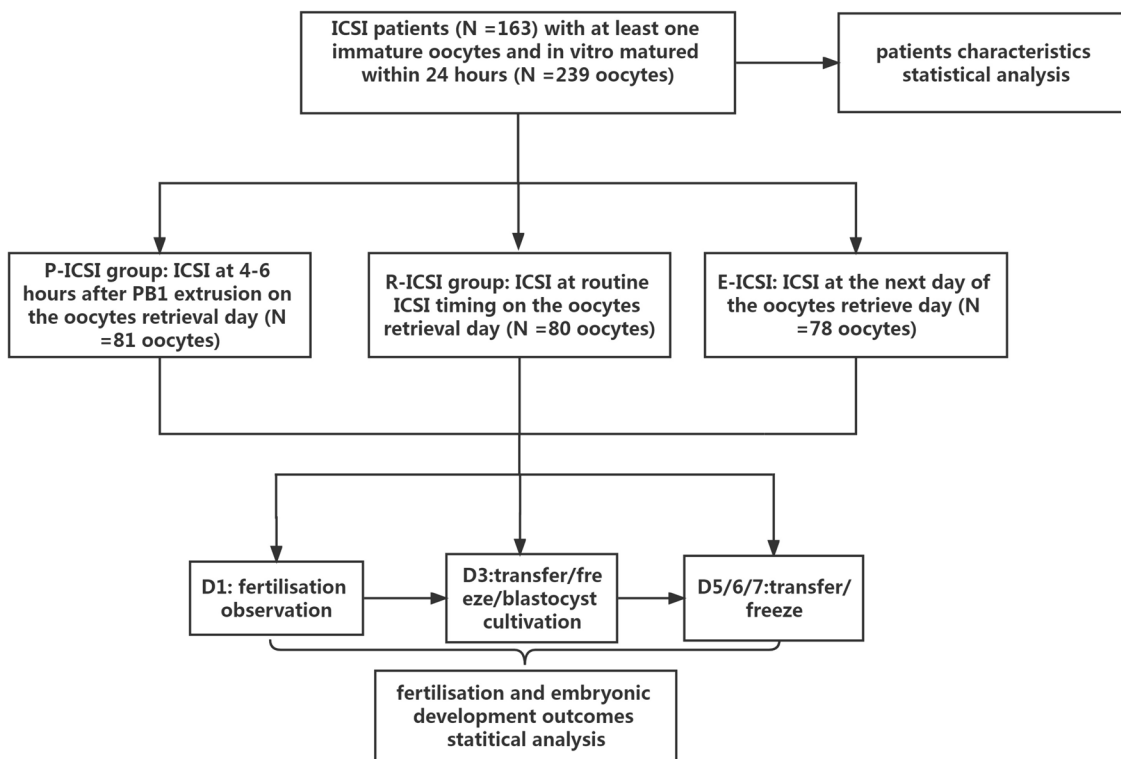 ICSI patients (N =163) with at least one
immature oocytes and in vitro matured
within 24 hours (N =239 oocytes)
patients characteristics
statistical analysis
P-ICSI group: ICSI at 4-6
hours after PB1 extrusion on
the oocytes retrieval day (N
=81 oocytes)
R-ICSI group: ICSI at routine
ICSI timing on the oocytes
retrieval day (N =80 oocytes)
E-ICSI: ICSI at the next day of
the oocytes retrieve day (N
=78 oocytes)
D1: fertilisation
observation
D3:transfer/fre
eze/blastocyst
cultivation
D5/6/7:transfer/
freeze
fertilisation and embryonic
development outcomes
statitical analysis